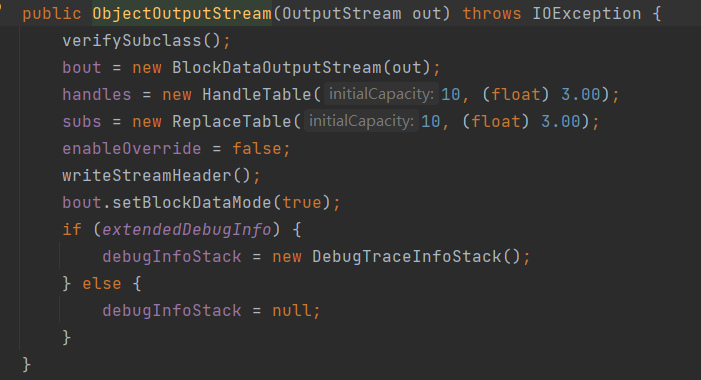 public ObjectOutputStream(OutputStream out) throws IOException {
    verifySubclass();
    bout = new BlockDataOutputStream(out);
    handles = new HandleTable( initialCapacity: 10, (float) 3.00);
    subs = new ReplaceTable( initialCapacity: 10, (float) 3.00);
    enableOverride = false;
    writeStreamHeader();
    bout.setBlockDataMode(true);
    if (extendedDebugInfo) {
        debugInfoStack = new DebugTraceInfoStack();
    } else {
        debugInfoStack = null;
    }
}